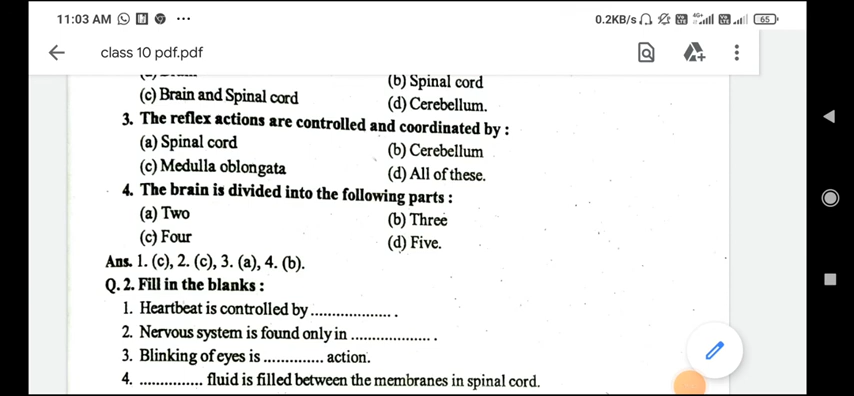 11:03 AM ... 0.2KB/s 4G+ 65
class 10 pdf.pdf
(b) Spinal cord
(c) Brain and Spinal cord (d) Cerebellum.
3. The reflex actions are controlled and coordinated by :
(a) Spinal cord (b) Cerebellum
(c) Medulla oblongata (d) All of these.
4. The brain is divided into the following parts :
(a) Two (b) Three
(c) Four (d) Five.
Ans. 1. (c), 2. (c), 3. (a), 4. (b).
Q. 2. Fill in the blanks :
1. Heartbeat is controlled by ................... .
2. Nervous system is found only in ................... .
3. Blinking of eyes is .............. action.
4. ............... fluid is filled between the membranes in spinal cord.